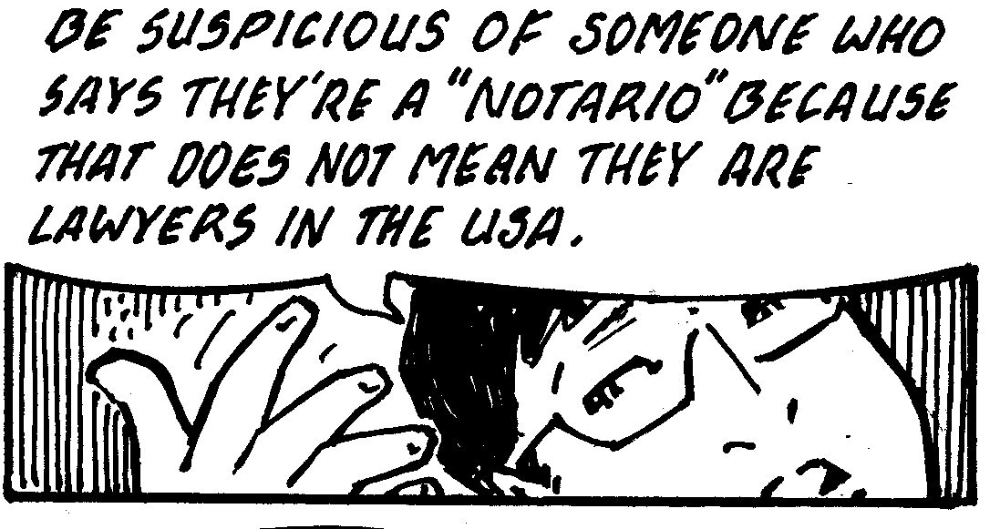 BE SUSPICIOUS OF SOMEONE WHO
SAYS THEY'RE A "NOTARIO" BECAUSE
THAT DOES NOT MEAN THEY ARE
LAWYERS IN THE USA.